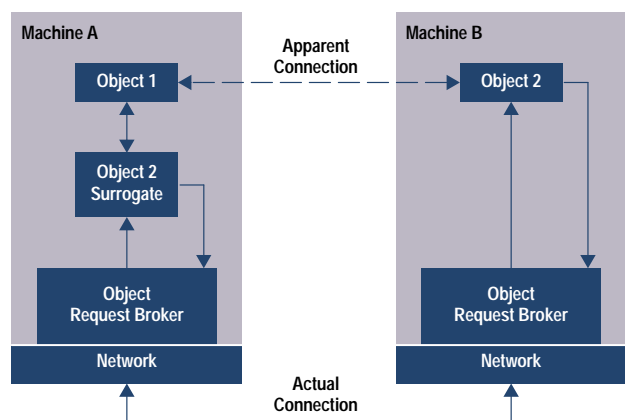 Machine A
Object 1
Object 2
Surrogate
Object
Request Broker
Network
Apparent
Connection
Actual
Connection
Machine B
Object 2
Object
Request Broker
Network